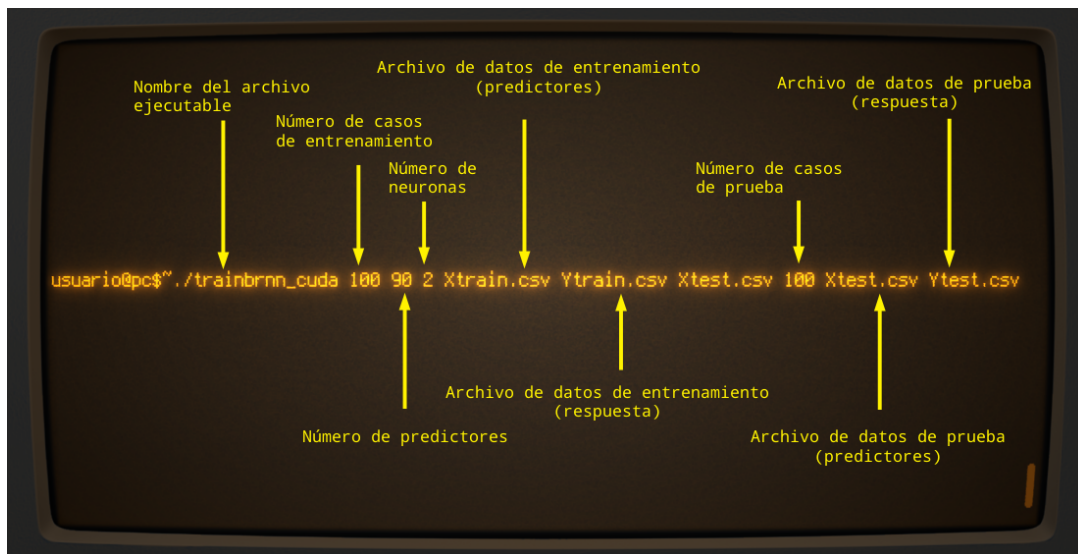 Archivo de datos de entrenamiento
(predictores)
Archivo de datos de prueba
(respuesta)
Nombre del archivo
ejecutable
Número de casos
de entrenamiento
Número de
neuronas
Número de casos
de prueba
usuario@pc$~./trainbrnn_cuda 100 90 2 Xtrain.csv Ytrain.csv Xtest.csv 100 Xtest.csv Ytest.csv
Archivo de datos de entrenamiento
(respuesta)
Número de predictores
Archivo de datos de prueba
(predictores)